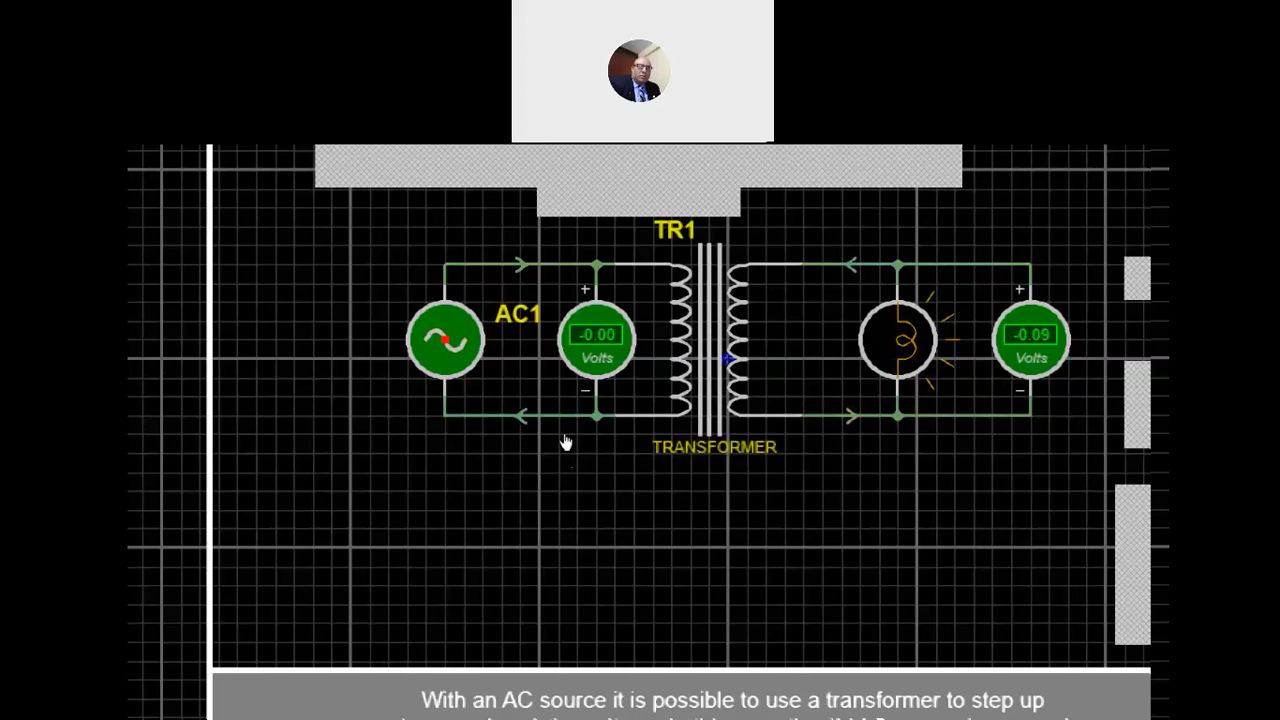 TR1
AC1
+
-0.00
Volts
−
+
-0.09
Volts
−
TRANSFORMER
With an AC source it is possible to use a transformer to step up